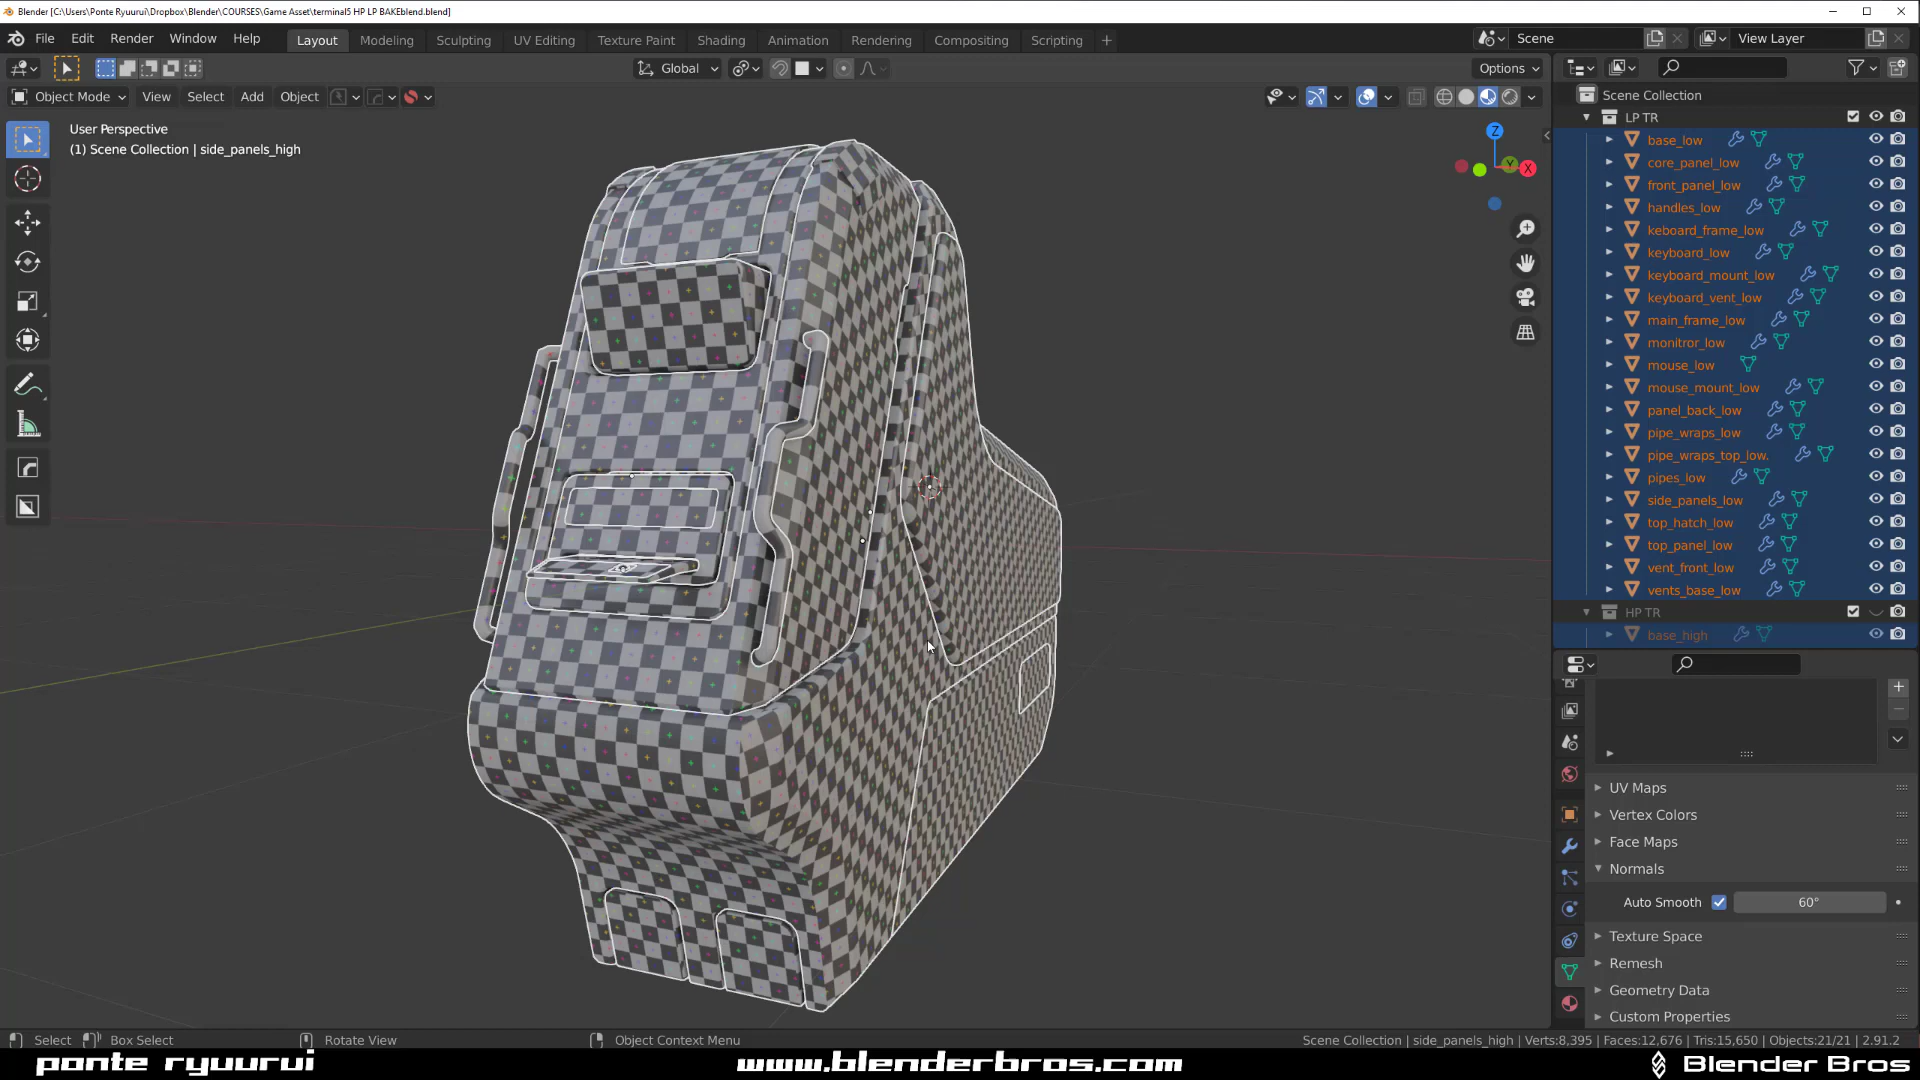 Blender [C:\Users\Ponte Ryuurui\Dropbox\Blender\COURSES\Game Asset\terminal5 HP LP BAKEblend.blend]
File Edit Render Window Help
Layout Modeling Sculpting UV Editing Texture Paint Shading Animation Rendering Compositing Scripting +
Scene
View Layer
Global
Options
Object Mode View Select Add Object
User Perspective
(1) Scene Collection | side_panels_high
Z
Y
X
Scene Collection
LP TR
base_low
core_panel_low
front_panel_low
handles_low
keboard_frame_low
keyboard_low
keyboard_mount_low
keyboard_vent_low
main_frame_low
monitror_low
mouse_low
mouse_mount_low
panel_back_low
pipe_wraps_low
pipe_wraps_top_low.
pipes_low
side_panels_low
top_hatch_low
top_panel_low
vent_front_low
vents_base_low
HP TR
base_high
UV Maps
Vertex Colors
Face Maps
Normals
Auto Smooth 60°
Texture Space
Remesh
Geometry Data
Custom Properties
Select Box Select Rotate View Object Context Menu
Scene Collection | side_panels_high | Verts:8,395 | Faces:12,676 | Tris:15,650 | Objects:21/21 | 2.91.2
ponte ryuurui
www.blenderbros.com
Blender Bros